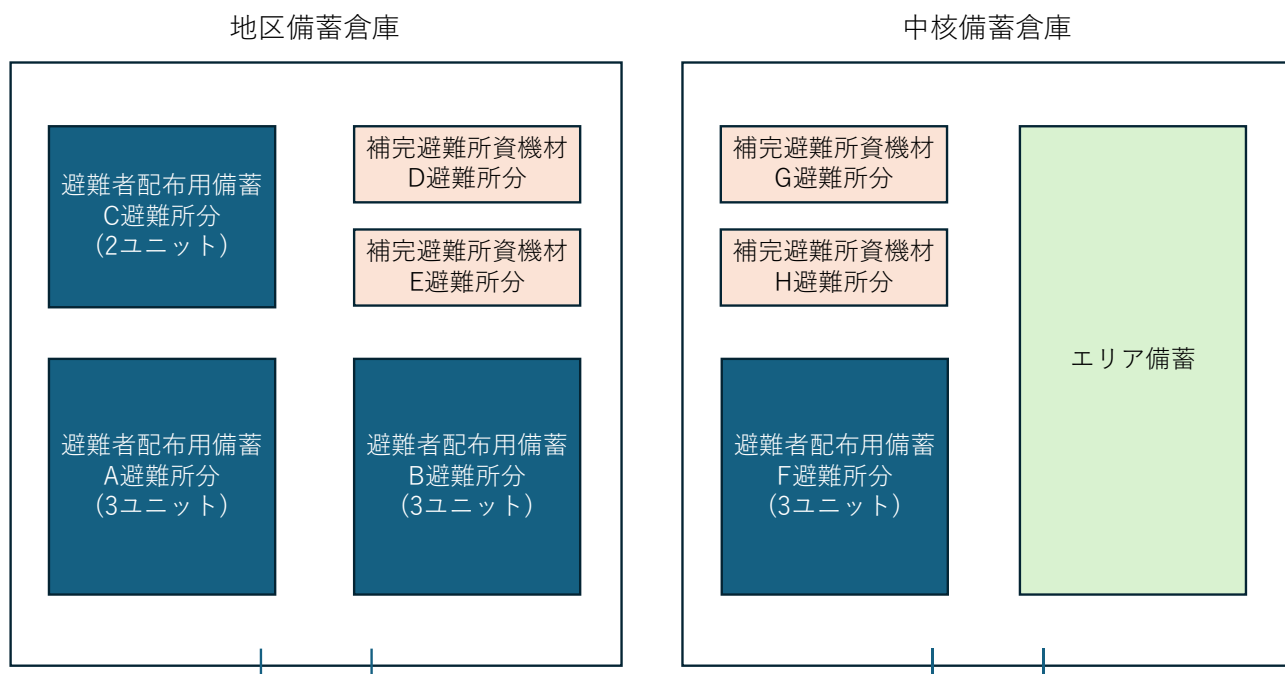 地区備蓄倉庫
避難者配布用備蓄
C避難所分
(2ユニット)
補完避難所資機材
D避難所分
補完避難所資機材
E避難所分
避難者配布用備蓄
A避難所分
(3ユニット)
避難者配布用備蓄
B避難所分
(3ユニット)
中核備蓄倉庫
補完避難所資機材
G避難所分
補完避難所資機材
H避難所分
避難者配布用備蓄
F避難所分
(3ユニット)
エリア備蓄